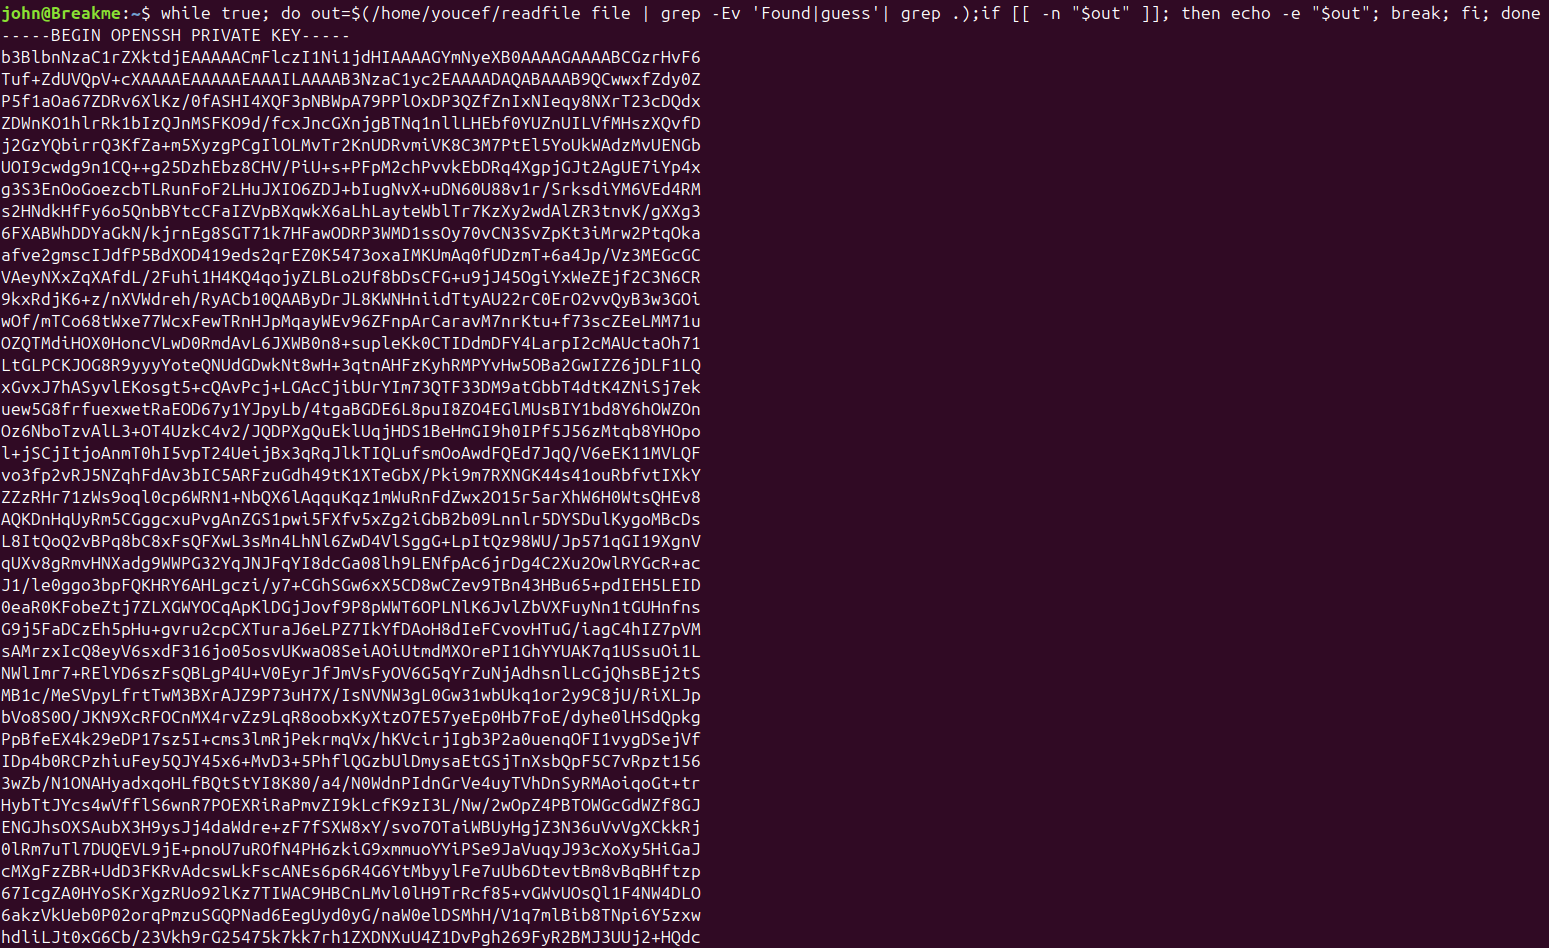 john@Breakme:~$ while true; do out=$(/home/youcef/readfile file | grep -Ev 'Found|guess'| grep .);if [[ -n "$out" ]]; then echo -e "$out"; break; fi; done
-----BEGIN OPENSSH PRIVATE KEY-----
b3BlbnNzaC1rZXktdjEAAAAACmFlczI1Ni1jdHIAAAAGYmNyeXB0AAAAGAAAABCGzrHvF6
Tuf+ZdUVQpV+cXAAAAEAAAAAEAAAILAAAAB3NzaC1yc2EAAAADAQABAAAB9QCwwxfZdy0Z
P5f1aOa67ZDRv6XlKz/0fASHI4XQF3pNBWpA79PPlOxDP3QZfZnIxNIeqy8NXrT23cDQdx
ZDWnKO1hlrRk1bIzQJnMSFKO9d/fcxJncGXnjgBTNq1nllLHEbf0YUZnUILVfMHszXQvfD
j2GzYQbirrQ3KfZa+m5XyzgPCgIlOLMvTr2KnUDRvmiVK8C3M7PtEl5YoUkWAdzMvUENGb
UOI9cwdg9n1CQ++g25DzhEbz8CHV/PiU+s+PFpM2chPvvkEbDRq4XgpjGJt2AgUE7iYp4x
g3S3EnOoGoezcbTLRunFoF2LHuJXIO6ZDJ+bIugNvX+uDN60U88v1r/SrksdiYM6VEd4RM
s2HNdkHfFy6o5QnbBYtcCFaIZVpBXqwkX6aLhLayteWblTr7KzXy2wdAlZR3tnvK/gXXg3
6FXABWhDDYaGkN/kjrnEg8SGT71k7HFawODRP3WMD1ssOy70vCN3SvZpKt3iMrw2PtqOka
afve2gmscIJdfP5BdXOD419eds2qrEZ0K5473oxaIMKUmAq0fUDzmT+6a4Jp/Vz3MEGcGC
VAeyNXxZqXAfdL/2Fuhi1H4KQ4qojyZLBLo2Uf8bDsCFG+u9jJ45OgiYxWeZEjf2C3N6CR
9kxRdjK6+z/nXVWdreh/RyACb10QAAByDrJL8KWNHniidTtyAU22rC0ErO2vvQyB3w3GOi
wOf/mTCo68tWxe77WcxFewTRnHJpMqayWEv96ZFnpArCaravM7nrKtu+f73scZEeLMM71u
OZQTMdiHOX0HoncVLwD0RmdAvL6JXWB0n8+supleKk0CTIDdmDFY4LarpI2cMAUctaOh71
LtGLPCKJOG8R9yyyYoteQNUdGDwkNt8wH+3qtnAHFzKyhRMPYvHw5OBa2GwIZZ6jDLF1LQ
xGvxJ7hASyvlEKosgt5+cQAvPcj+LGAcCjibUrYIm73QTF33DM9atGbbT4dtK4ZNiSj7ek
uew5G8frfuexwetRaEOD67y1YJpyLb/4tgaBGDE6L8puI8ZO4EGlMUsBIY1bd8Y6hOWZOn
Oz6NboTzvAlL3+OT4UzkC4v2/JQDPXgQuEklUqjHDS1BeHmGI9h0IPf5J56zMtqb8YHOpo
l+jSCjItjoAnmT0hI5vpT24UeijBx3qRqJlkTIQLufsmOoAwdFQEd7JqQ/V6eEK11MVLQF
vo3fp2vRJ5NZqhFdAv3bIC5ARFzuGdh49tK1XTeGbX/Pki9m7RXNGK44s41ouRbfvtIXkY
ZZzRHr71zWs9oql0cp6WRN1+NbQX6lAqquKqz1mWuRnFdZwx2O15r5arXhW6H0WtsQHEv8
AQKDnHqUyRm5CGggcxuPvgAnZGS1pwi5FXfv5xZg2iGbB2b09Lnnlr5DYSDulKygoMBcDs
L8ItQoQ2vBPq8bC8xFsQFXwL3sMn4LhNl6ZwD4VlSggG+LpItQz98WU/Jp571qGI19XgnV
qUXv8gRmvHNXadg9WWPG32YqJNJFqYI8dcGa08lh9LENfpAc6jrDg4C2Xu2OwlRYGcR+ac
J1/le0ggo3bpFQKHRY6AHLgczi/y7+CGhSGw6xX5CD8wCZev9TBn43HBu65+pdIEH5LEID
0eaR0KFobeZtj7ZLXGWYOCqApKlDGjJovf9P8pWWT6OPLNlK6JvlZbVXFuyNn1tGUHnfns
G9j5FaDCzEh5pHu+gvru2cpCXTuraJ6eLPZ7IkYfDAoH8dIeFCvovHTuG/iagC4hIZ7pVM
sAMrzxIcQ8eyV6sxdF316jo05osvUKwaO8SeiAOiUtmdMXOrePI1GhYYUAK7q1USsuOi1L
NWlImr7+RElYD6szFsQBLgP4U+V0EyrJfJmVsFyOV6G5qYrZuNjAdhsnlLcGjQhsBEj2tS
MB1c/MeSVpyLfrtTwM3BXrAJZ9P73uH7X/IsNVNW3gL0Gw31wbUkq1or2y9C8jU/RiXLJp
bVo8S0O/JKN9XcRFOCnMX4rvZz9LqR8oobxKyXtzO7E57yeEp0Hb7FoE/dyhe0lHSdQpkg
PpBfeEX4k29eDP17sz5I+cms3lmRjPekrmqVx/hKVcirjIgb3P2a0uenqOFI1vygDSejVf
IDp4b0RCPzhiuFey5QJY45x6+MvD3+5PhflQGzbUlDmysaEtGSjTnXsbQpF5C7vRpzt156
3wZb/N1ONAHyadxqoHLfBQtStYI8K80/a4/N0WdnPIdnGrVe4uyTVhDnSyRMAoiqoGt+tr
HybTtJYcs4wVfflS6wnR7POEXRiRaPmvZI9kLcfK9zI3L/Nw/2wOpZ4PBTOWGcGdWZf8GJ
ENGJhsOXSAubX3H9ysJj4daWdre+zF7fSXW8xY/svo7OTaiWBUyHgjZ3N36uVvVgXCkkRj
0lRm7uTl7DUQEVL9jE+pnoU7uROfN4PH6zkiG9xmmuoYYiPSe9JaVuqyJ93cXoXy5HiGaJ
cMXgFzZBR+UdD3FKRvAdcswLkFscANEs6p6R4G6YtMbyylFe7uUb6DtevtBm8vBqBHftzp
67IcgZA0HYoSKrXgzRUo92lKz7TIWAC9HBCnLMvl0lH9TrRcf85+vGWvUOsQl1F4NW4DLO
6akzVkUeb0P02orqPmzuSGQPNad6EegUyd0yG/naW0elDSMhH/V1q7mlBib8TNpi6Y5zxw
hdliLJt0xG6Cb/23Vkh9rG25475k7kk7rh1ZXDNXuU4Z1DvPgh269FyR2BMJ3UUj2+HQdc